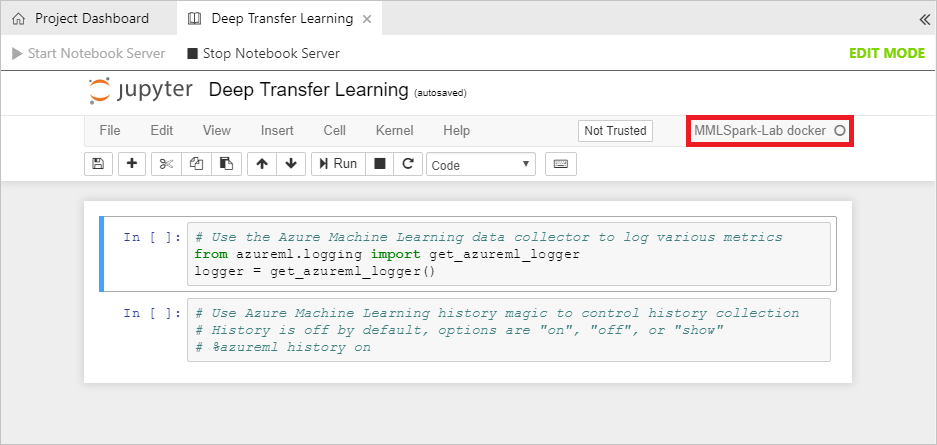 Project Dashboard Deep Transfer Learning
Start Notebook Server Stop Notebook Server EDIT MODE
jupyter Deep Transfer Learning (autosaved)
File Edit View Insert Cell Kernel Help Not Trusted MMLSpark-Lab docker
Run Code
In [ ]: # Use the Azure Machine Learning data collector to log various metrics
from azureml.logging import get_azureml_logger
logger = get_azureml_logger()
In [ ]: # Use Azure Machine Learning history magic to control history collection
# History is off by default, options are "on", "off", or "show"
# %azureml history on